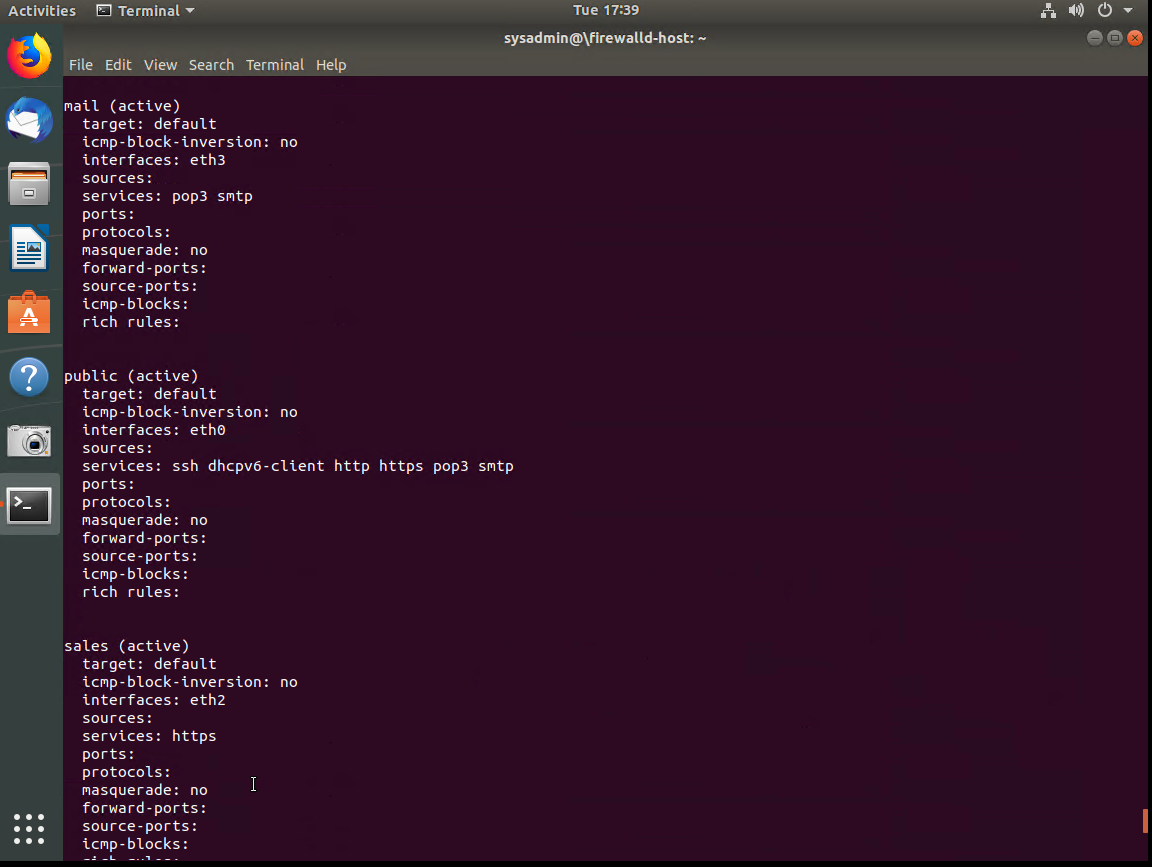 Activities Terminal Tue 17:39
sysadmin@\firewalld-host: ~
File Edit View Search Terminal Help
mail (active)
  target: default
  icmp-block-inversion: no
  interfaces: eth3
  sources:
  services: pop3 smtp
  ports:
  protocols:
  masquerade: no
  forward-ports:
  source-ports:
  icmp-blocks:
  rich rules:
public (active)
  target: default
  icmp-block-inversion: no
  interfaces: eth0
  sources:
  services: ssh dhcpv6-client http https pop3 smtp
  ports:
  protocols:
  masquerade: no
  forward-ports:
  source-ports:
  icmp-blocks:
  rich rules:
sales (active)
  target: default
  icmp-block-inversion: no
  interfaces: eth2
  sources:
  services: https
  ports:
  protocols:
  masquerade: no
  forward-ports:
  source-ports:
  icmp-blocks: